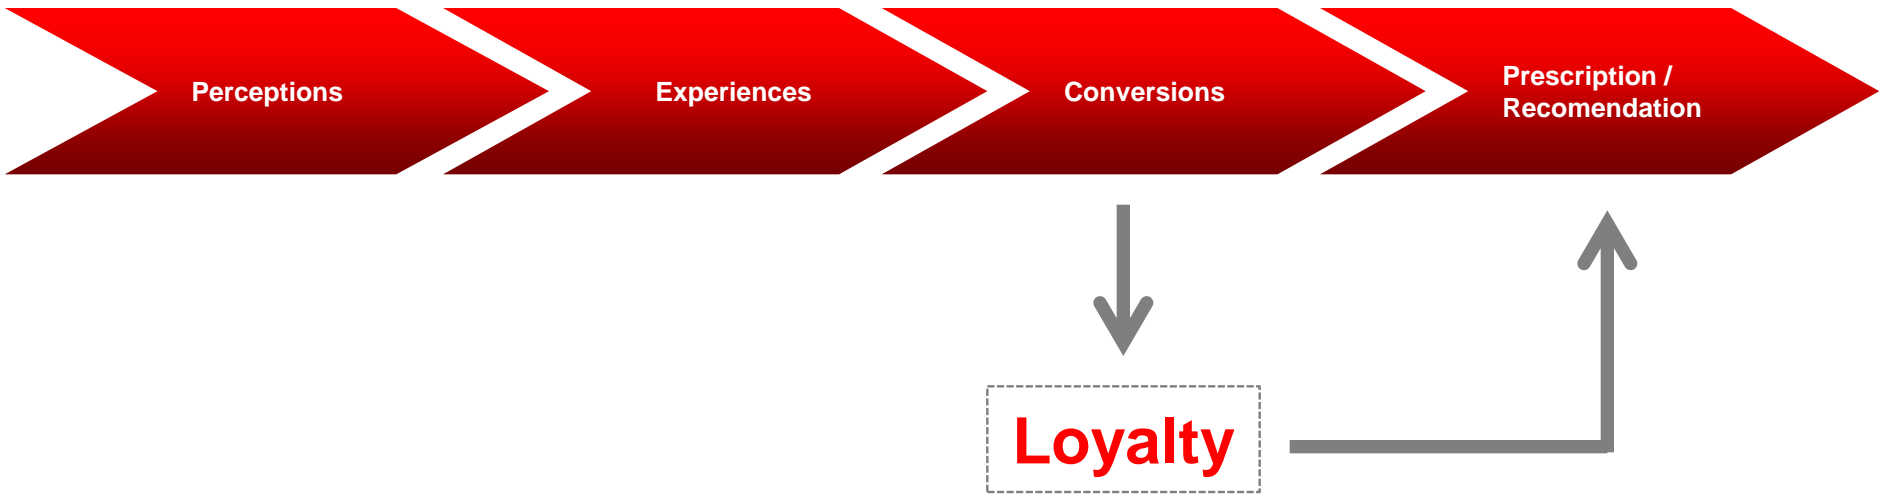 Perceptions
Experiences
Conversions
Prescription /
Recomendation
Loyalty